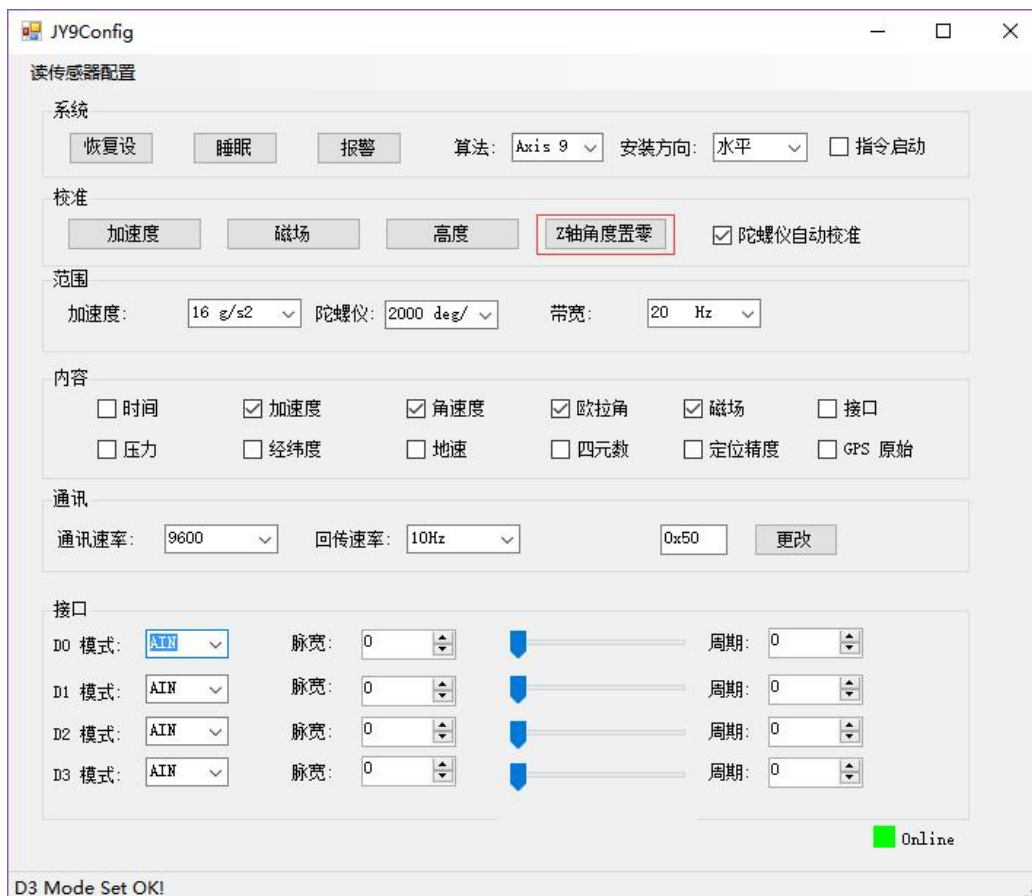 JY9Config
读传感器配置
系统
恢复设 睡眠 报警 算法: Axis 9 安装方向: 水平 指令启动
校准
加速度 磁场 高度 Z轴角度置零 陀螺仪自动校准
范围
加速度: 16 g/s2 陀螺仪: 2000 deg/ 带宽: 20 Hz
内容
时间 加速度 角速度 欧拉角 磁场 接口
压力 经纬度 地速 四元数 定位精度 GPS 原始
通讯
通讯速率: 9600 回传速率: 10Hz 0x50 更改
接口
D0 模式: AIN 脉宽: 0 周期: 0
D1 模式: AIN 脉宽: 0 周期: 0
D2 模式: AIN 脉宽: 0 周期: 0
D3 模式: AIN 脉宽: 0 周期: 0
Online
D3 Mode Set OK!